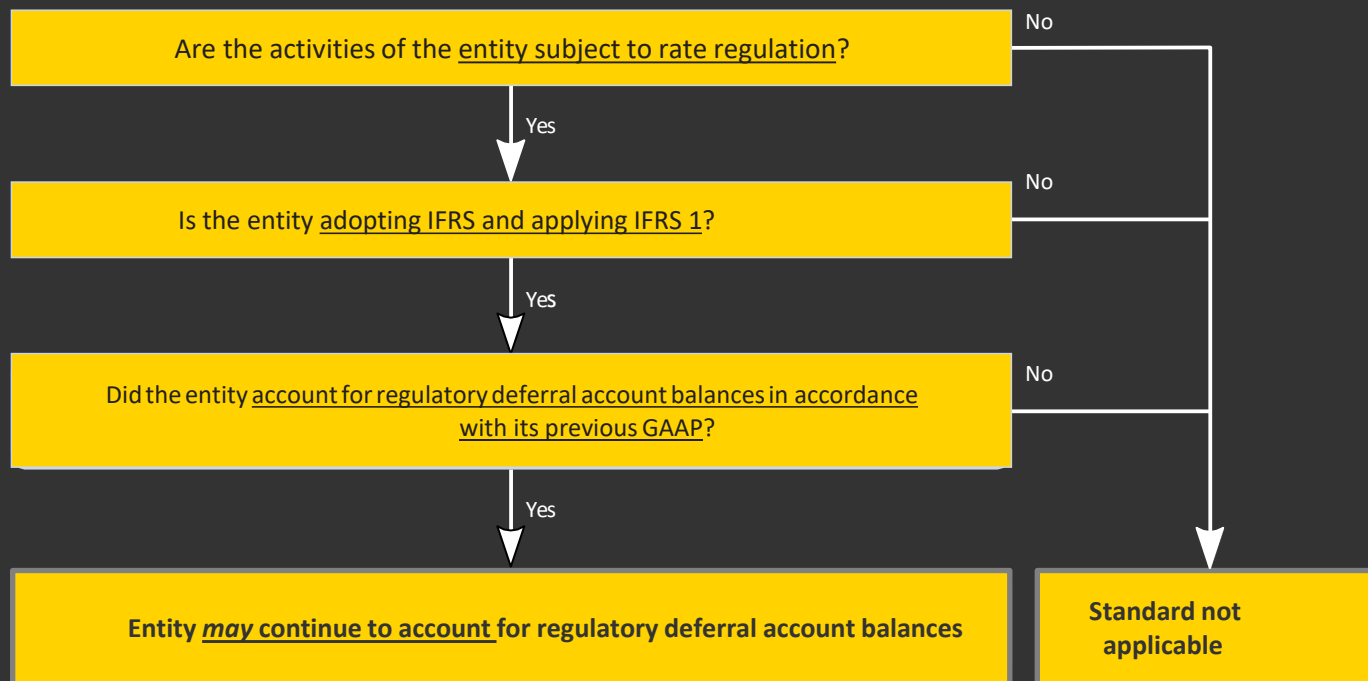 No
Are the activities of the entity subject to rate regulation?
Yes
No
Is the entity adopting IFRS and applying IFRS 1?
Yes
No
Did the entity account for regulatory deferral account balances in accordance
with its previous GAAP?
Yes
Entity may continue to account for regulatory deferral account balances
Standard not
applicable